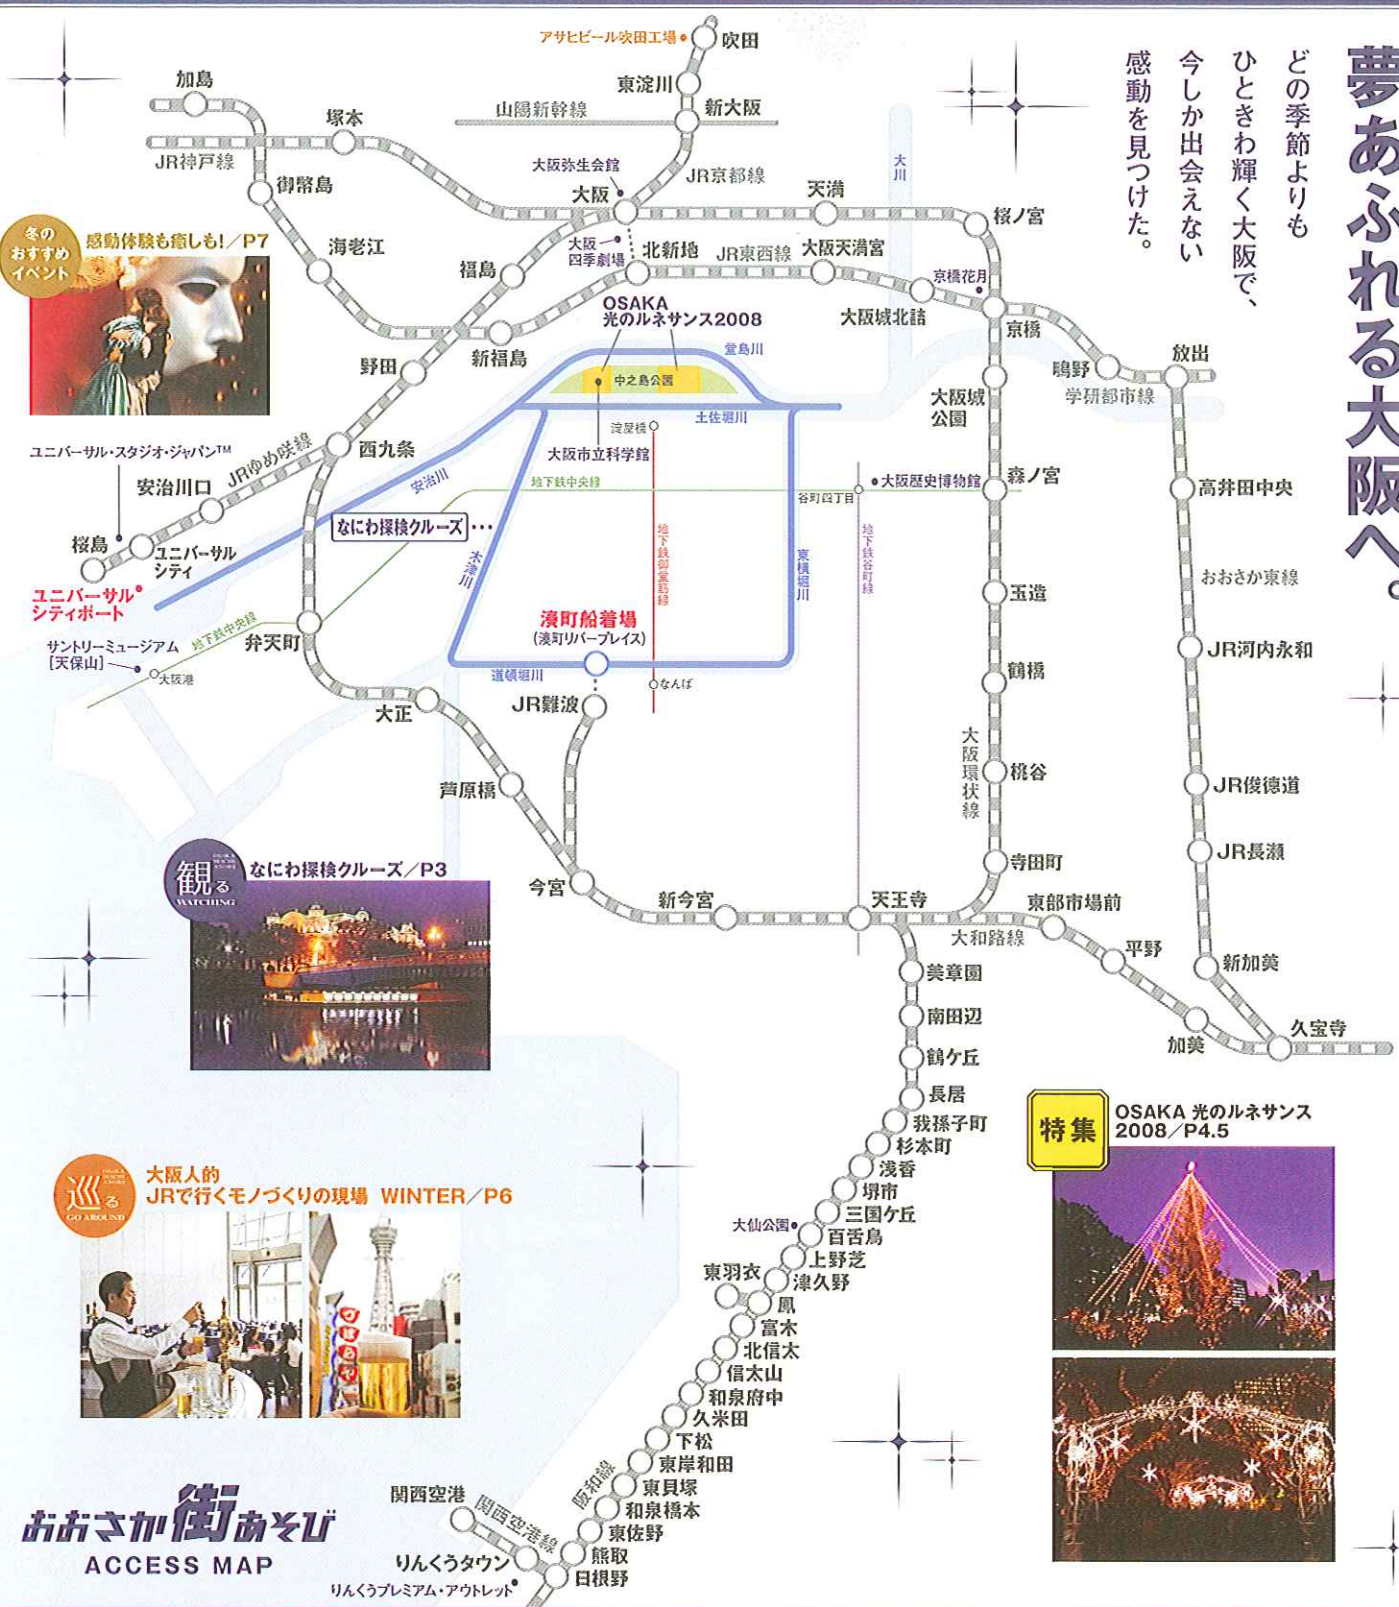 夢あふれる大阪へ。
どの季節よりも
ひときわ輝く大阪で、
今しか出会えない
感動を見つけた。
アサヒビール吹田工場
吹田
東淀川
新大阪
山陽新幹線
加島
塚本
JR神戸線
御幣島
大阪弥生会館
JR京都線
大阪
天満
大川
桜ノ宮
冬の
おすすめ
イベント
感動体験も癒しも!/P7
海老江
福島
大阪
四季劇場
北新地
JR東西線
大阪天満宮
京橋花月
大阪城北詰
京橋
OSAKA
光のルネサンス2008
新福島
野田
堂島川
中之島公園
鴫野
放出
学研都市線
大阪城
公園
土佐堀川
淀屋橋
大阪市立科学館
西九条
ユニバーサル・スタジオ・ジャパン™
JRゆめ咲線
安治川口
安治川
地下鉄中央線
大阪歴史博物館
谷町四丁目
森ノ宮
高井田中央
なにわ探検クルーズ
桜島
ユニバーサル
シティ
木津川
地下鉄御堂筋線
東横堀川
地下鉄谷町線
おおさか東線
ユニバーサル
シティポート
玉造
サントリーミュージアム
[天保山]
地下鉄中央線
大阪港
弁天町
湊町船着場
(湊町リバープレイス)
道頓堀川
なんば
JR河内永和
鶴橋
大正
JR難波
大阪環状線
桃谷
芦原橋
JR俊徳道
JR長瀬
観る
WATCHING
なにわ探検クルーズ/P3
今宮
新今宮
天王寺
寺田町
東部市場前
大和路線
平野
新加美
加美
久宝寺
美章園
南田辺
鶴ケ丘
長居
我孫子町
杉本町
浅香
堺市
三国ケ丘
大仙公園
百舌鳥
上野芝
津久野
東羽衣
鳳
富木
北信太
信太山
和泉府中
久米田
下松
東岸和田
東貝塚
和泉橋本
東佐野
熊取
日根野
阪和線
関西空港
関西空港線
りんくうタウン
りんくうプレミアム・アウトレット
特集
OSAKA 光のルネサンス
2008/P4.5
巡る
GO AROUND
大阪人的
JRで行くモノづくりの現場 WINTER/P6
づぼらや
おおさか街あそび
ACCESS MAP